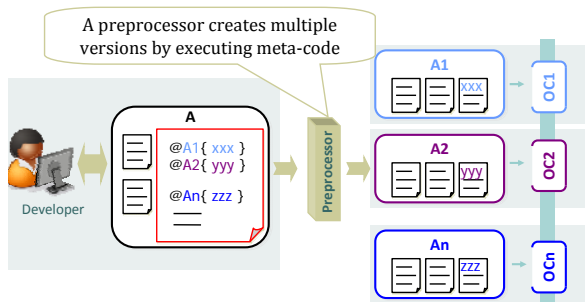 A preprocessor creates multiple
versions by executing meta-code
A
@A1{ xxx }
@A2{ yyy }
@An{ zzz }
Developer
Preprocessor
A1
xxx
OC1
A2
yyy
OC2
An
zzz
OCn